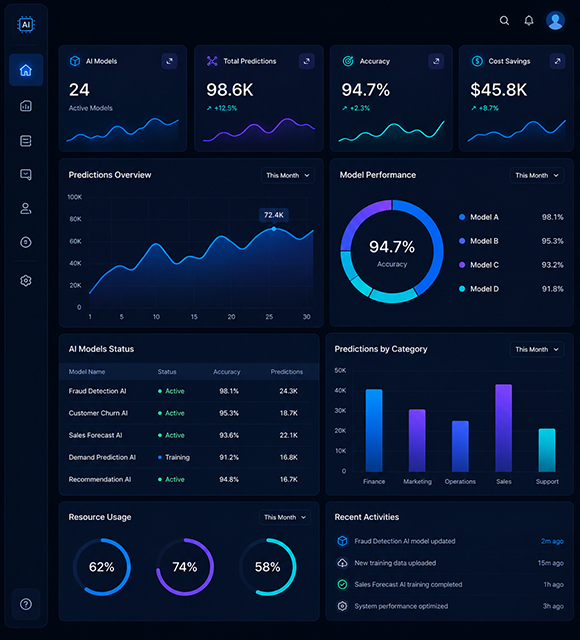 AI
AI Models
24
Active Models
Total Predictions
98.6K
↗ +12.5%
Accuracy
94.7%
↗ +2.3%
Cost Savings
$45.8K
↗ +8.7%
Predictions Overview
This Month
100K
80K
60K
40K
20K
0
72.4K
1 5 10 15 20 25 30
Model Performance
This Month
94.7%
Accuracy
Model A 98.1%
Model B 95.3%
Model C 93.2%
Model D 91.8%
AI Models Status
Model Name Status Accuracy Predictions
Fraud Detection AI Active 98.1% 24.3K
Customer Churn AI Active 95.3% 18.7K
Sales Forecast AI Active 93.6% 22.1K
Demand Prediction AI Training 91.2% 16.8K
Recommendation AI Active 94.8% 16.7K
Predictions by Category
This Month
50K
40K
30K
20K
10K
0
Finance Marketing Operations Sales Support
Resource Usage
This Month
62% 74% 58%
Recent Activities
Fraud Detection AI model updated 2m ago
New training data uploaded 15m ago
Sales Forecast AI training completed 1h ago
System performance optimized 3h ago